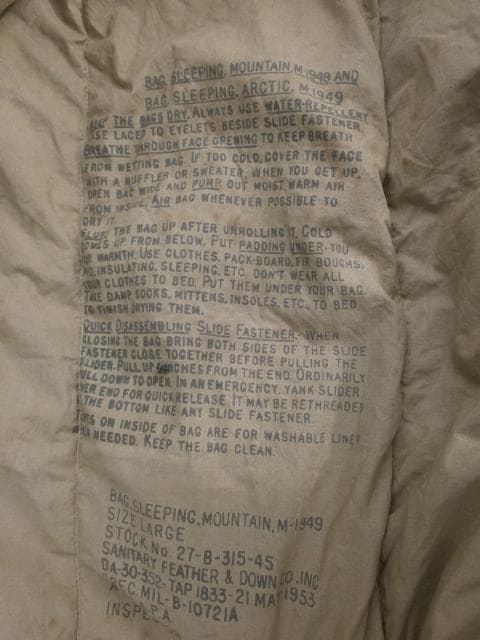 BAG, SLEEPING, MOUNTAIN, M-1949 AND
BAG, SLEEPING, ARCTIC, M-1949
KEEP THE BAGS DRY. ALWAYS USE WATER-REPELLENT
CASE LACED TO EYELETS BESIDE SLIDE FASTENER.
BREATHE THROUGH FACE OPENING TO KEEP BREATH
FROM WETTING BAG. IF TOO COLD, COVER THE FACE
WITH A MUFFLER OR SWEATER. WHEN YOU GET UP,
OPEN BAG WIDE AND PUMP OUT MOIST, WARM AIR
FROM INSIDE. AIR BAG WHENEVER POSSIBLE TO
DRY IT.
FLUFF THE BAG UP AFTER UNROLLING IT. COLD
COMES UP FROM BELOW. PUT PADDING UNDER YOU
FOR WARMTH. USE CLOTHES, PACK-BOARD, FIR BOUGHS,
PAD, INSULATING, SLEEPING, ETC. DON'T WEAR ALL
YOUR CLOTHES TO BED. PUT THEM UNDER YOUR BAG.
TAKE DAMP SOCKS, MITTENS, INSOLES, ETC., TO BED
TO FINISH DRYING THEM.
QUICK DISASSEMBLING SLIDE FASTENER - WHEN
CLOSING THE BAG BRING BOTH SIDES OF THE SLIDE
FASTENER CLOSE TOGETHER BEFORE PULLING THE
SLIDER. PULL UP INCHES FROM THE END. ORDINARILY
PULL DOWN TO OPEN. IN AN EMERGENCY, YANK SLIDER
OVER END FOR QUICK RELEASE. IT MAY BE RETHREADED
AT THE BOTTOM LIKE ANY SLIDE FASTENER.
ON INSIDE OF BAG ARE FOR WASHABLE LINER
AS NEEDED. KEEP THE BAG CLEAN.
BAG, SLEEPING, MOUNTAIN, M-1949
SIZE LARGE
STOCK No. 27-B-315-45
SANITARY FEATHER & DOWN CO., INC
DA-30-352-TAP 1833-21 MAY 1953
SPEC. MIL-B-10721A
INSP.